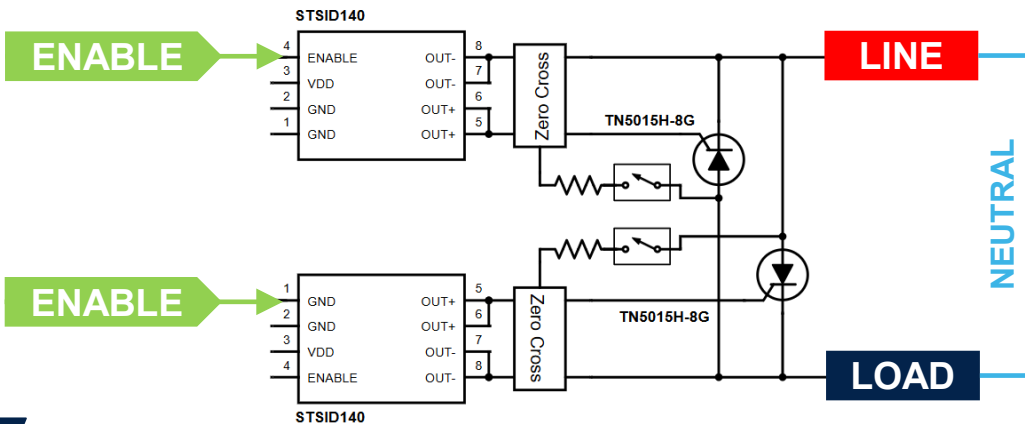 STSID140
ENABLE
4 ENABLE OUT- 8
3 VDD OUT- 7
2 GND OUT+ 6
1 GND OUT+ 5
Zero Cross
TN5015H-8G
LINE
NEUTRAL
ENABLE
1 GND OUT+ 5
2 GND OUT+ 6
3 VDD OUT- 7
4 ENABLE OUT- 8
Zero Cross
TN5015H-8G
LOAD
STSID140